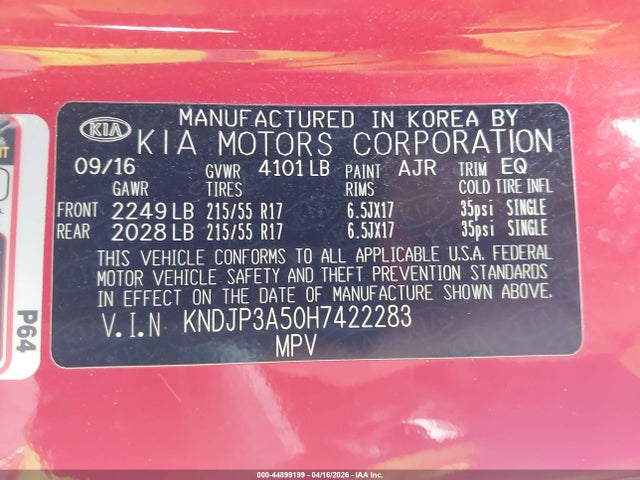 MANUFACTURED IN KOREA BY
KIA KIA MOTORS CORPORATION
09/16 GVWR 4101 LB PAINT AJR TRIM EQ
GAWR TIRES RIMS COLD TIRE INFL
FRONT 2249 LB 215/55 R17 6.5JX17 35psi SINGLE
REAR 2028 LB 215/55 R17 6.5JX17 35psi SINGLE
THIS VEHICLE CONFORMS TO ALL APPLICABLE U.S.A. FEDERAL
MOTOR VEHICLE SAFETY AND THEFT PREVENTION STANDARDS
IN EFFECT ON THE DATE OF MANUFACTURE SHOWN ABOVE.
V.I.N KNDJP3A50H7422283
MPV
P64
000-44899199 - 04/16/2026 - IAA Inc.